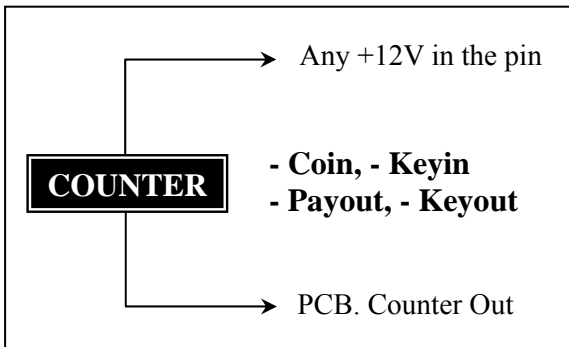 Any +12V in the pin
COUNTER
- Coin, - Keyin
- Payout, - Keyout
PCB. Counter Out